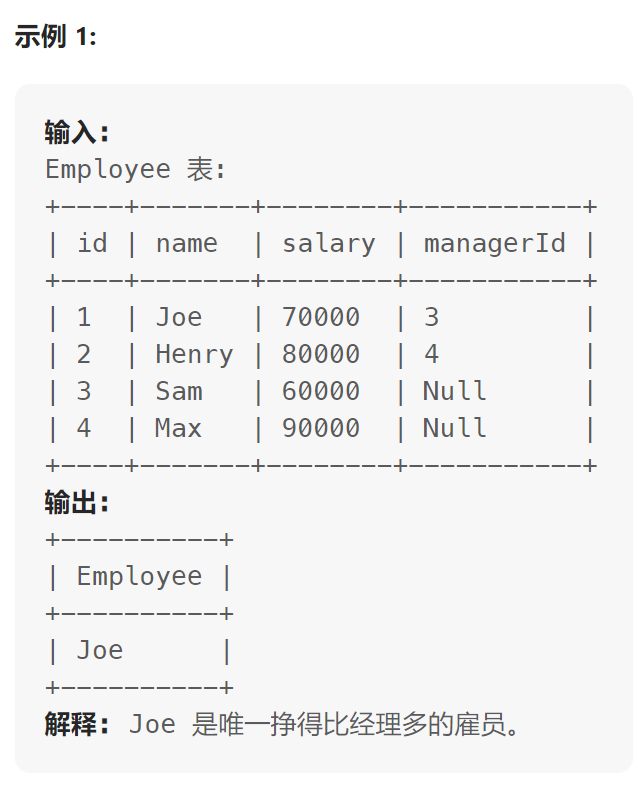 示例 1:
输入:
Employee 表:
+----+-------+--------+-----------+
| id | name  | salary | managerId |
+----+-------+--------+-----------+
| 1  | Joe   | 70000  | 3         |
| 2  | Henry | 80000  | 4         |
| 3  | Sam   | 60000  | Null      |
| 4  | Max   | 90000  | Null      |
+----+-------+--------+-----------+
输出:
+----------+
| Employee |
+----------+
| Joe      |
+----------+
解释: Joe 是唯一挣得比经理多的雇员。